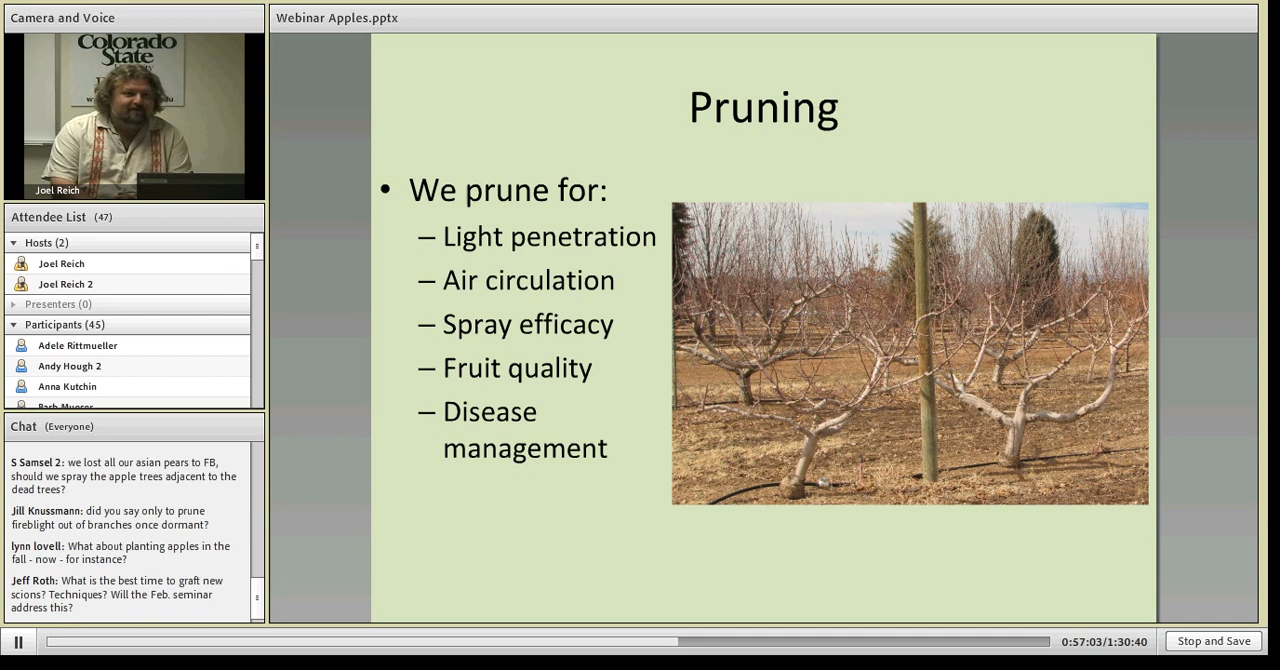 Camera and Voice
Colorado
State
Joel Reich
Attendee List (47)
Hosts (2)
Joel Reich
Joel Reich 2
Presenters (0)
Participants (45)
Adele Rittmueller
Andy Hough 2
Anna Kutchin
Chat (Everyone)
S Samsel 2: we lost all our asian pears to FB,
should we spray the apple trees adjacent to the
dead trees?
Jill Knussmann: did you say only to prune
fireblight out of branches once dormant?
lynn lovell: What about planting apples in the
fall - now - for instance?
Jeff Roth: What is the best time to graft new
scions? Techniques? Will the Feb. seminar
address this?
Webinar Apples.pptx
Pruning
• We prune for:
– Light penetration
– Air circulation
– Spray efficacy
– Fruit quality
– Disease
management
0:57:03/1:30:40
Stop and Save